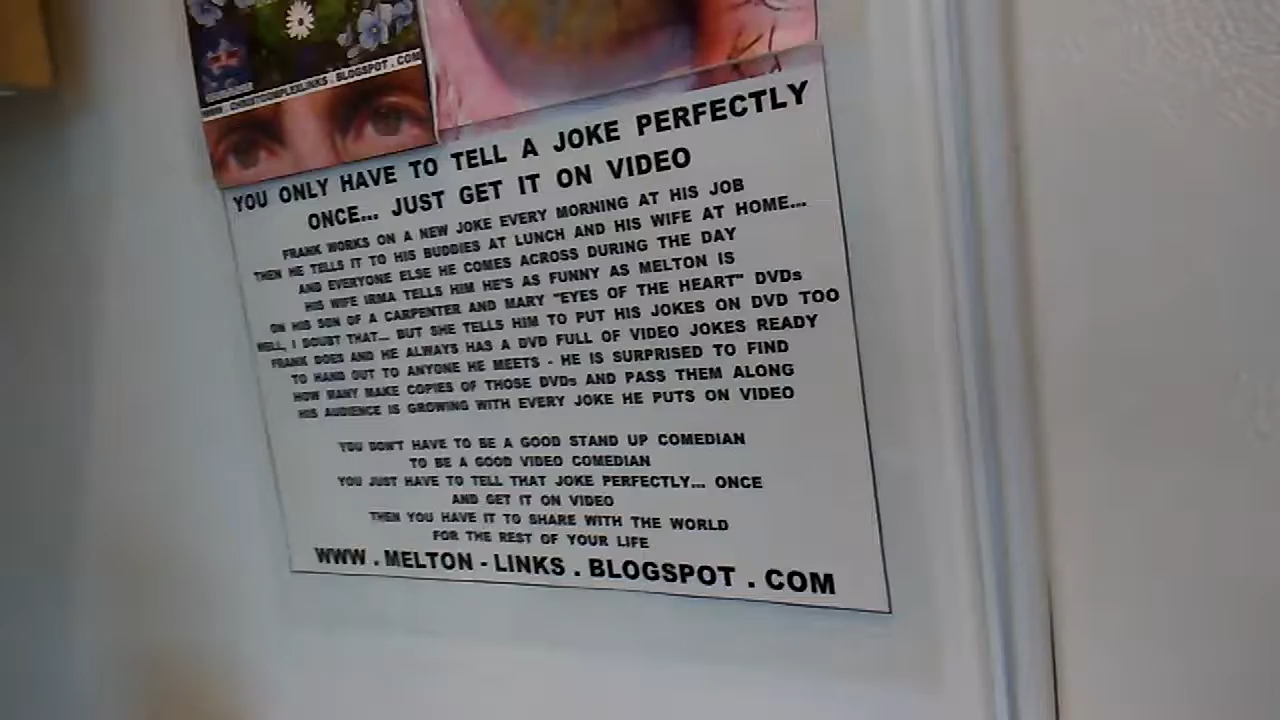 WWW . CHRISTCOMPLEXLINKS . BLOGSPOT . COM
YOU ONLY HAVE TO TELL A JOKE PERFECTLY
ONCE... JUST GET IT ON VIDEO
FRANK WORKS ON A NEW JOKE EVERY MORNING AT HIS JOB
THEN HE TELLS IT TO HIS BUDDIES AT LUNCH AND HIS WIFE AT HOME...
AND EVERYONE ELSE HE COMES ACROSS DURING THE DAY
HIS WIFE IRMA TELLS HIM HE'S AS FUNNY AS MELTON IS
ON HIS SON OF A CARPENTER AND MARY "EYES OF THE HEART" DVDs
WELL, I DOUBT THAT... BUT SHE TELLS HIM TO PUT HIS JOKES ON DVD TOO
FRANK DOES AND HE ALWAYS HAS A DVD FULL OF VIDEO JOKES READY
TO HAND OUT TO ANYONE HE MEETS - HE IS SURPRISED TO FIND
HOW MANY MAKE COPIES OF THOSE DVDs AND PASS THEM ALONG
HIS AUDIENCE IS GROWING WITH EVERY JOKE HE PUTS ON VIDEO
YOU DON'T HAVE TO BE A GOOD STAND UP COMEDIAN
TO BE A GOOD VIDEO COMEDIAN
YOU JUST HAVE TO TELL THAT JOKE PERFECTLY... ONCE
AND GET IT ON VIDEO
THEN YOU HAVE IT TO SHARE WITH THE WORLD
FOR THE REST OF YOUR LIFE
WWW . MELTON - LINKS . BLOGSPOT . COM